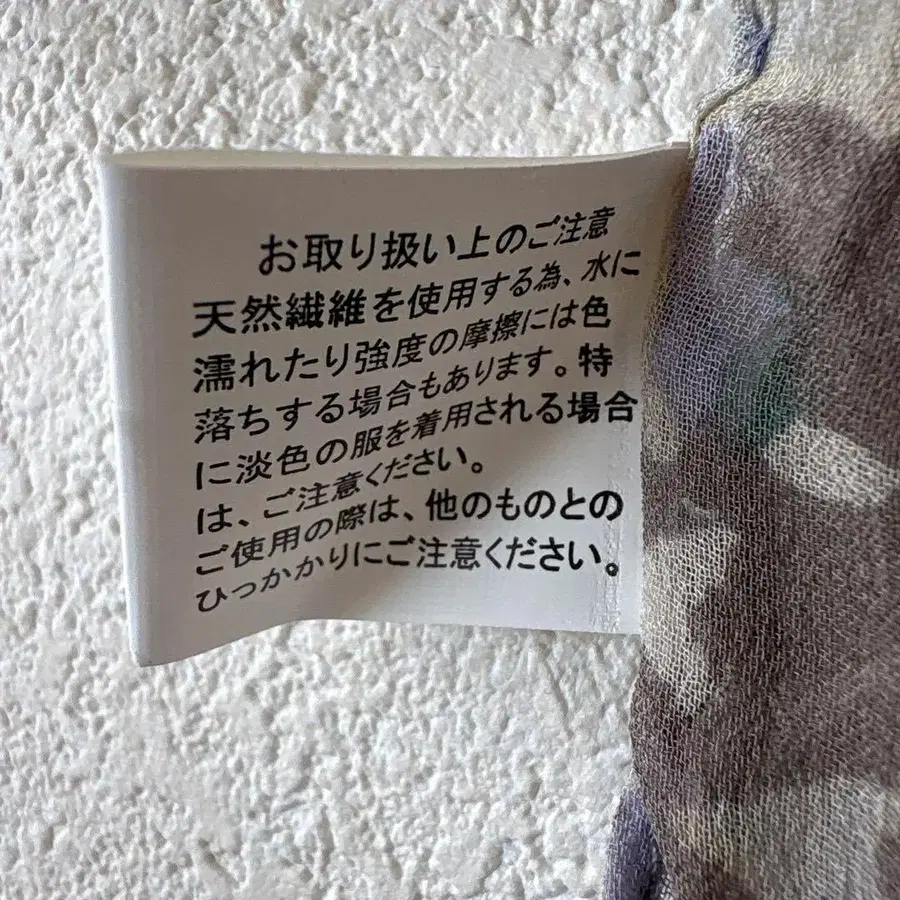 お取り扱い上のご注意
天然繊維を使用する為、水に
濡れたり強度の摩擦には色
落ちする場合もあります。特
に淡色の服を着用される場合
は、ご注意ください。
ご使用の際は、他のものとの
ひっかかりにご注意ください。